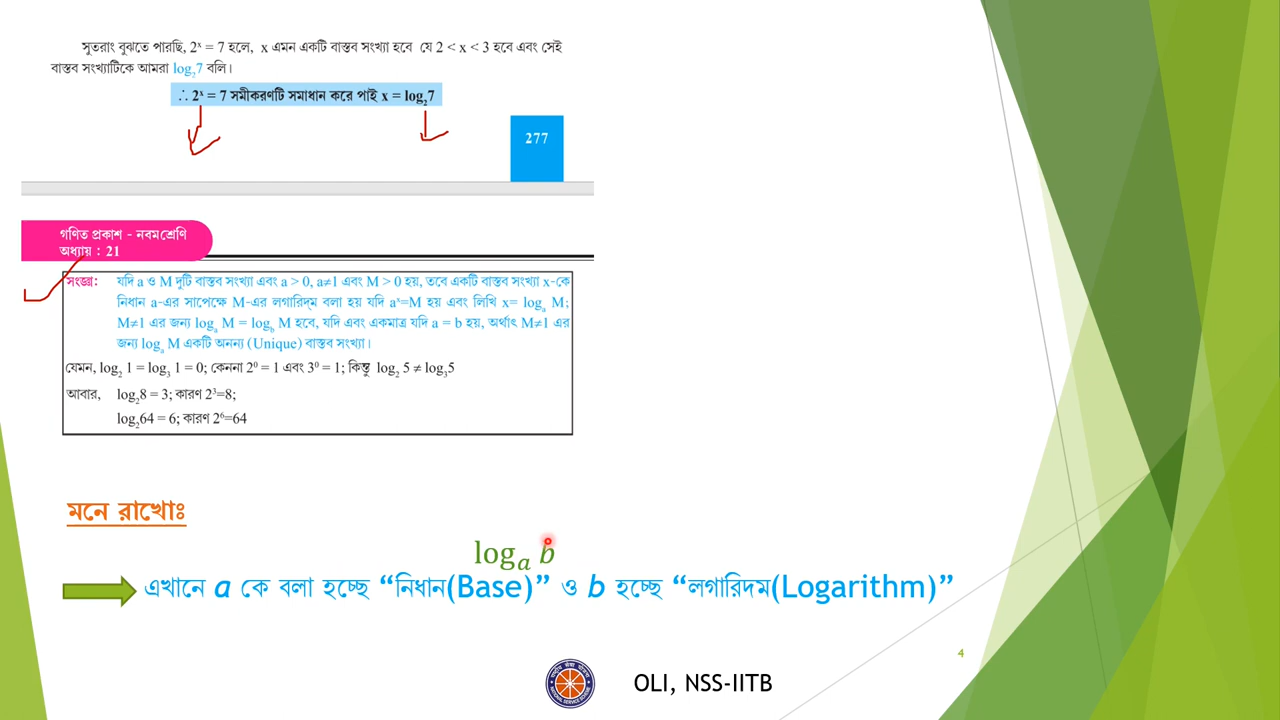 সুতরাং বুঝতে পারছি, 2ˣ = 7 হলে, x এমন একটি বাস্তব সংখ্যা হবে যে 2 < x < 3 হবে এবং সেই
বাস্তব সংখ্যাটিকে আমরা log₂7 বলি।
∴ 2ˣ = 7 সমীকরণটি সমাধান করে পাই x = log₂7
277
গণিত প্রকাশ - নবম শ্রেণি
অধ্যায় : 21
সংজ্ঞা: যদি a ও M দুটি বাস্তব সংখ্যা এবং a > 0, a≠1 এবং M > 0 হয়, তবে একটি বাস্তব সংখ্যা x-কে
নিধান a-এর সাপেক্ষে M-এর লগারিদ্‌ম বলা হয় যদি aˣ=M হয় এবং লিখি x= logₐ M;
M≠1 এর জন্য logₐ M = log_b M হবে, যদি এবং একমাত্র যদি a = b হয়, অর্থাৎ M≠1 এর
জন্য logₐ M একটি অনন্য (Unique) বাস্তব সংখ্যা।
যেমন, log₂ 1 = log₃ 1 = 0; কেননা 2⁰ = 1 এবং 3⁰ = 1; কিন্তু log₂ 5 ≠ log₃5
আবার, log₂8 = 3; কারণ 2³=8;
log₂64 = 6; কারণ 2⁶=64
মনে রাখোঃ
logₐ b
এখানে a কে বলা হচ্ছে “নিধান(Base)” ও b হচ্ছে “লগারিদম(Logarithm)”
4
OLI, NSS-IITB